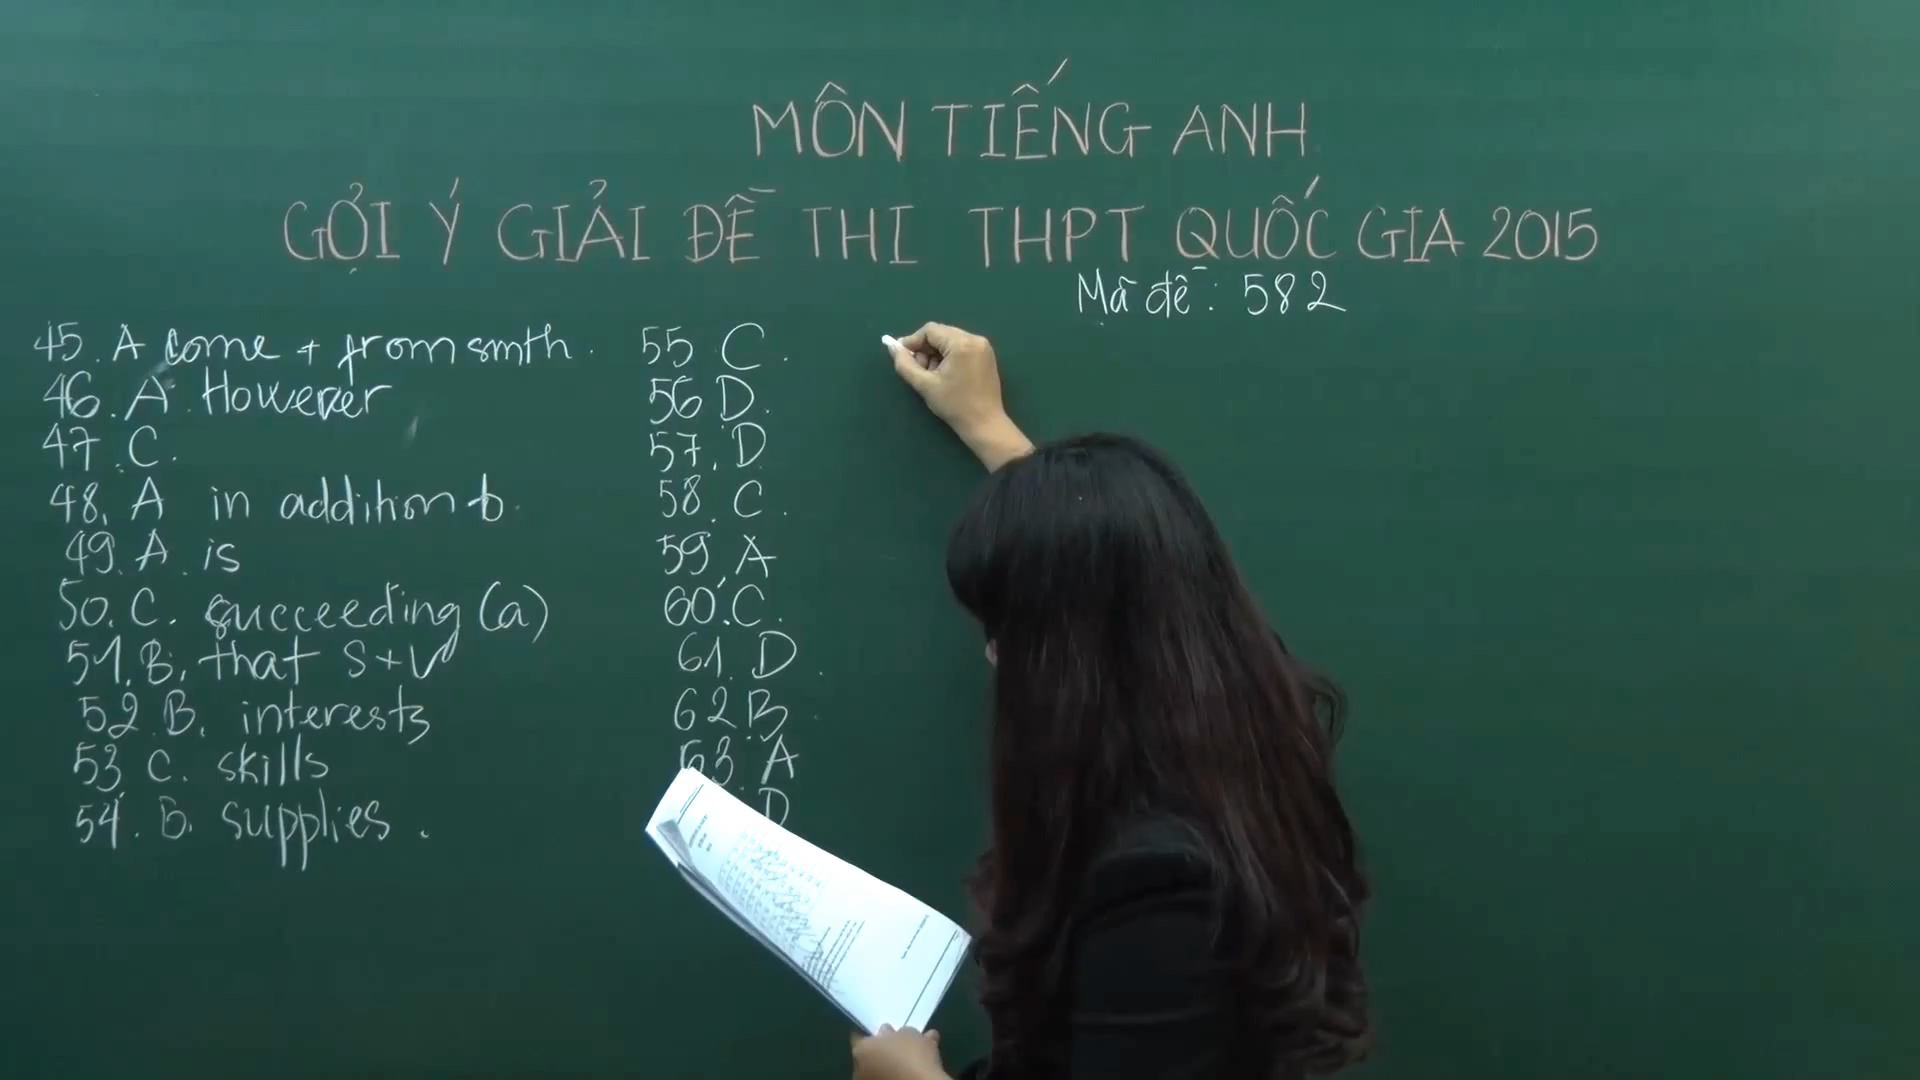 MÔN TIẾNG ANH
GỢI Ý GIẢI ĐỀ THI THPT QUỐC GIA 2015
Mã đề: 582
45. A come + from smth.
46. A. However
47. C.
48. A in addition to.
49. A. is
50. C. succeeding (a)
51. B. that S+V
52. B. interests
53. C. skills
54. B. supplies.
55 C.
56 D.
57. D
58. C.
59. A
60. C.
61. D.
62 B
63. A
D